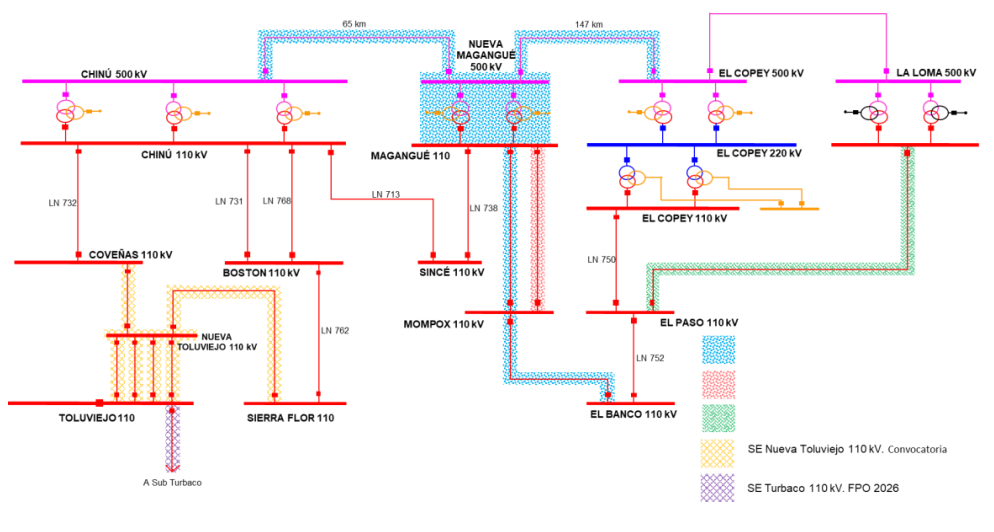 65 km
147 km
NUEVA
MAGANGUÉ
500 kV
CHINÚ 500 kV
EL COPEY 500 kV
LA LOMA 500 kV
CHINÚ 110 kV
MAGANGUÉ 110
EL COPEY 220 kV
LN 732
LN 731
LN 768
LN 713
LN 738
EL COPEY 110 kV
COVEÑAS 110 kV
BOSTON 110 kV
SINCÉ 110 kV
LN 750
MOMPOX 110 kV
EL PASO 110 kV
NUEVA
TOLUVIEJO 110 kV
LN 762
LN 752
TOLUVIEJO 110
SIERRA FLOR 110
EL BANCO 110 kV
SE Nueva Toluviejo 110 kV. Convocatoria
A Sub Turbaco
SE Turbaco 110 kV. FPO 2026